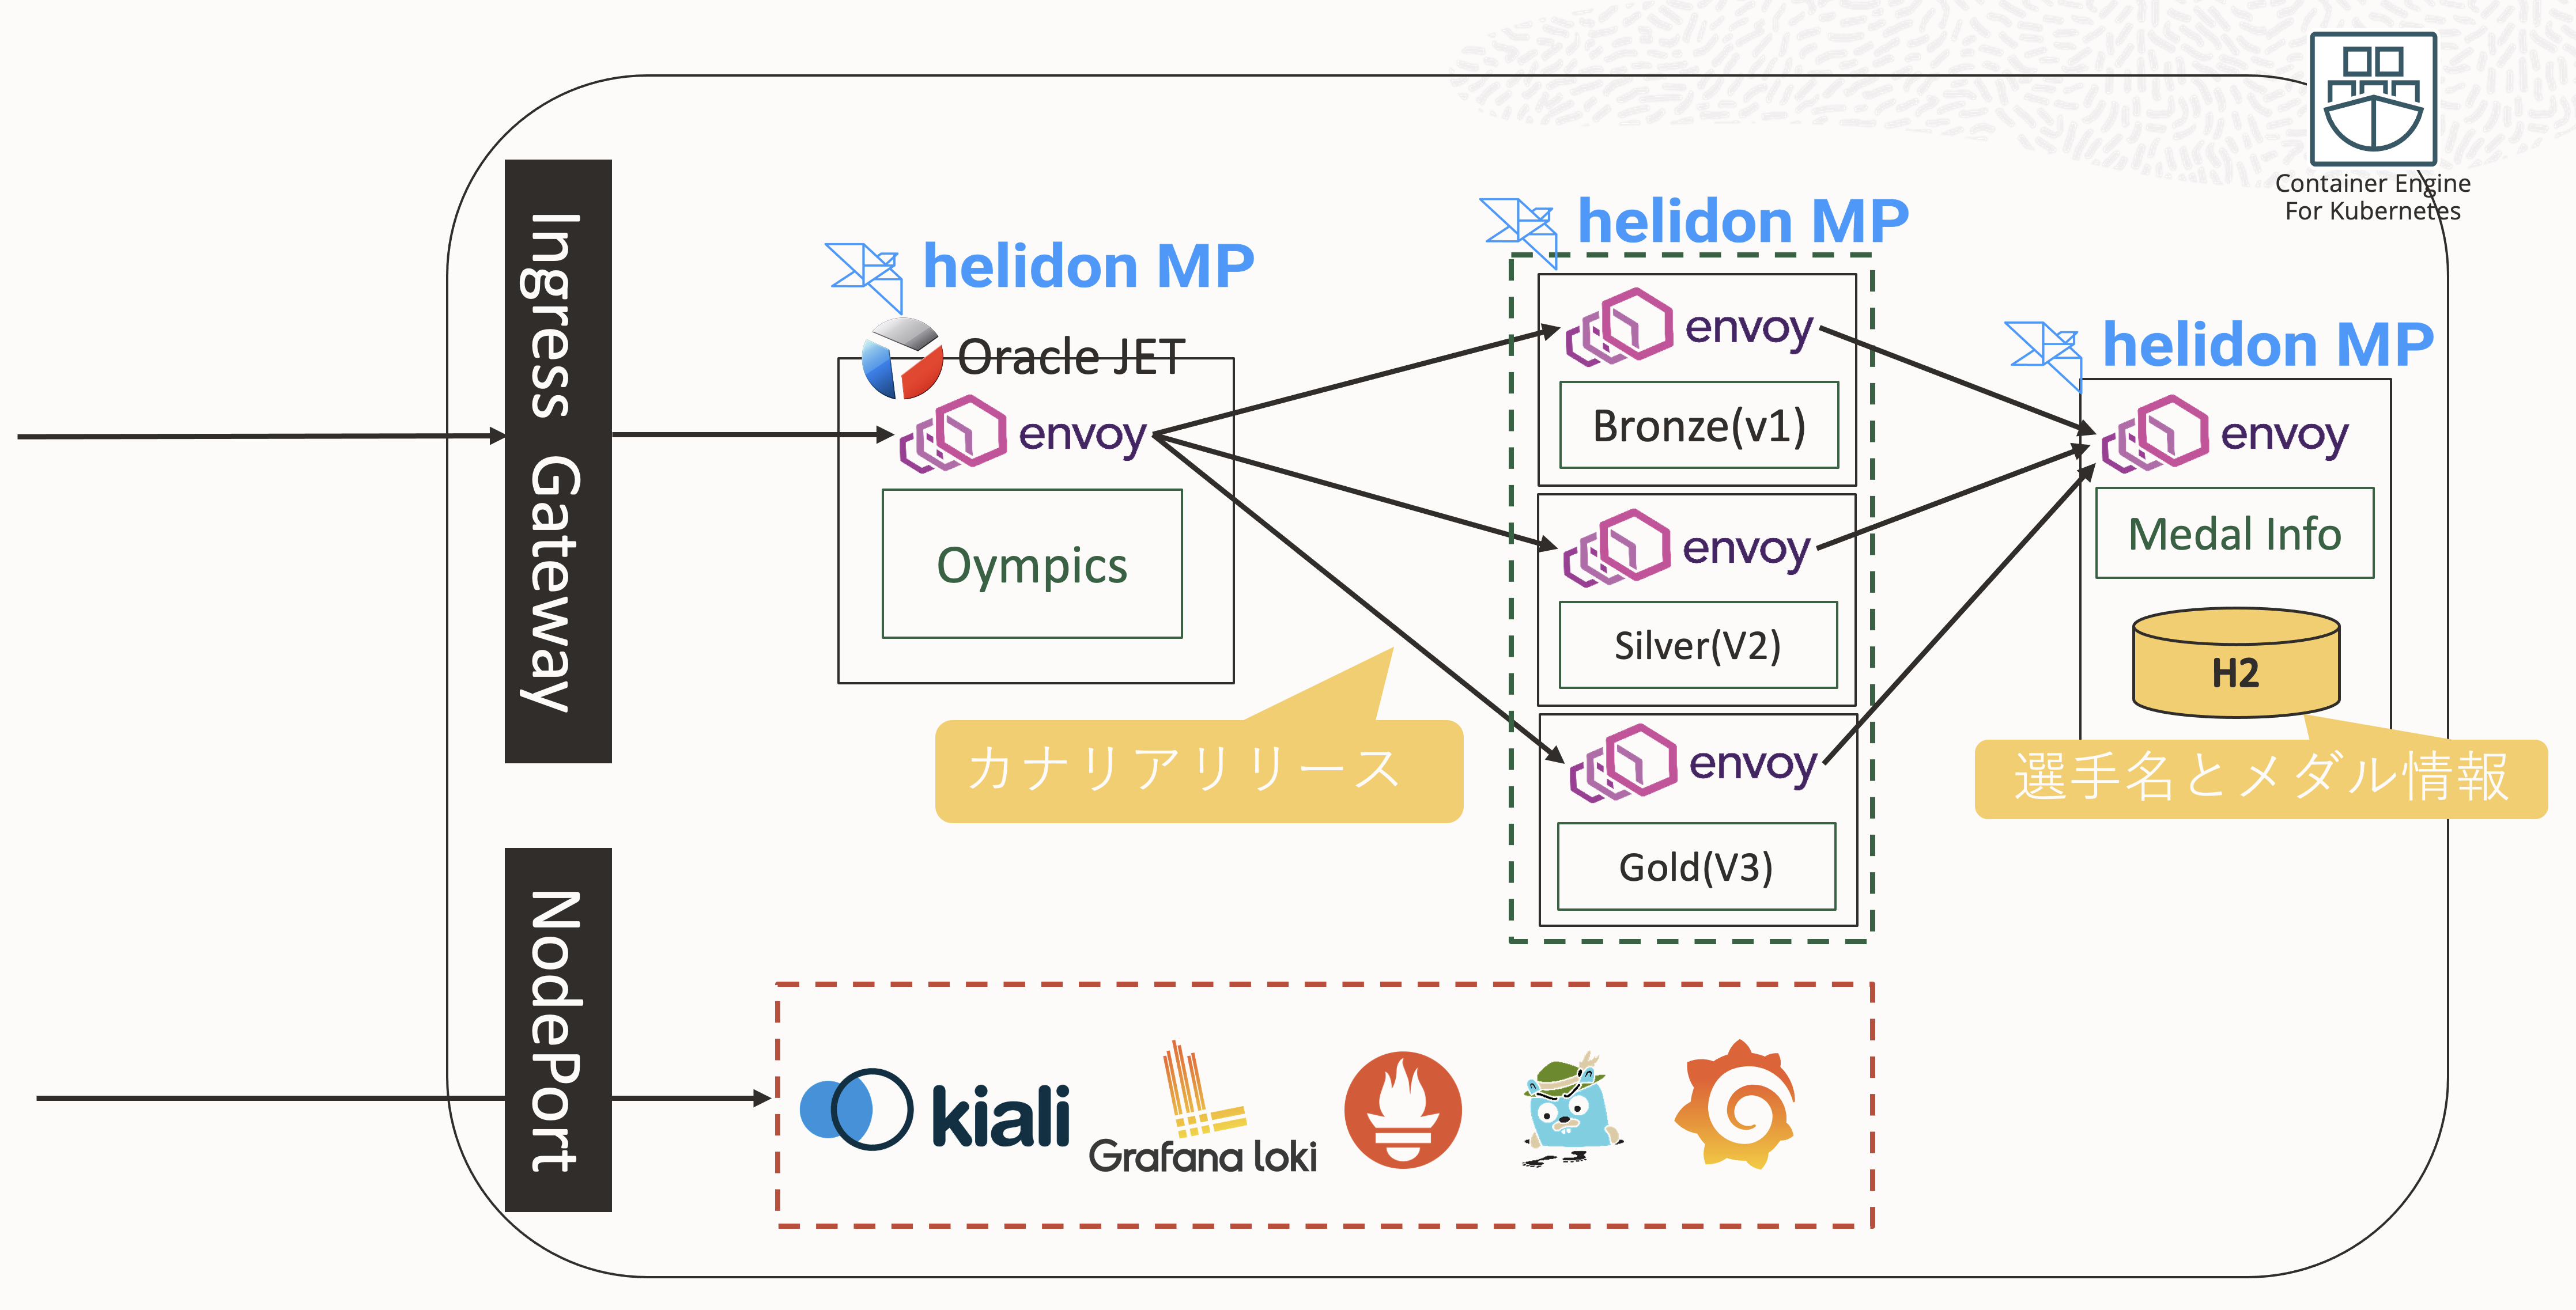 Container Engine
For Kubernetes
Ingress Gateway
helidon MP
Oracle JET
envoy
Oympics
カナリアリリース
helidon MP
envoy
Bronze(v1)
envoy
Silver(V2)
envoy
Gold(V3)
helidon MP
envoy
Medal Info
H2
選手名とメダル情報
NodePort
kiali
Grafana loki